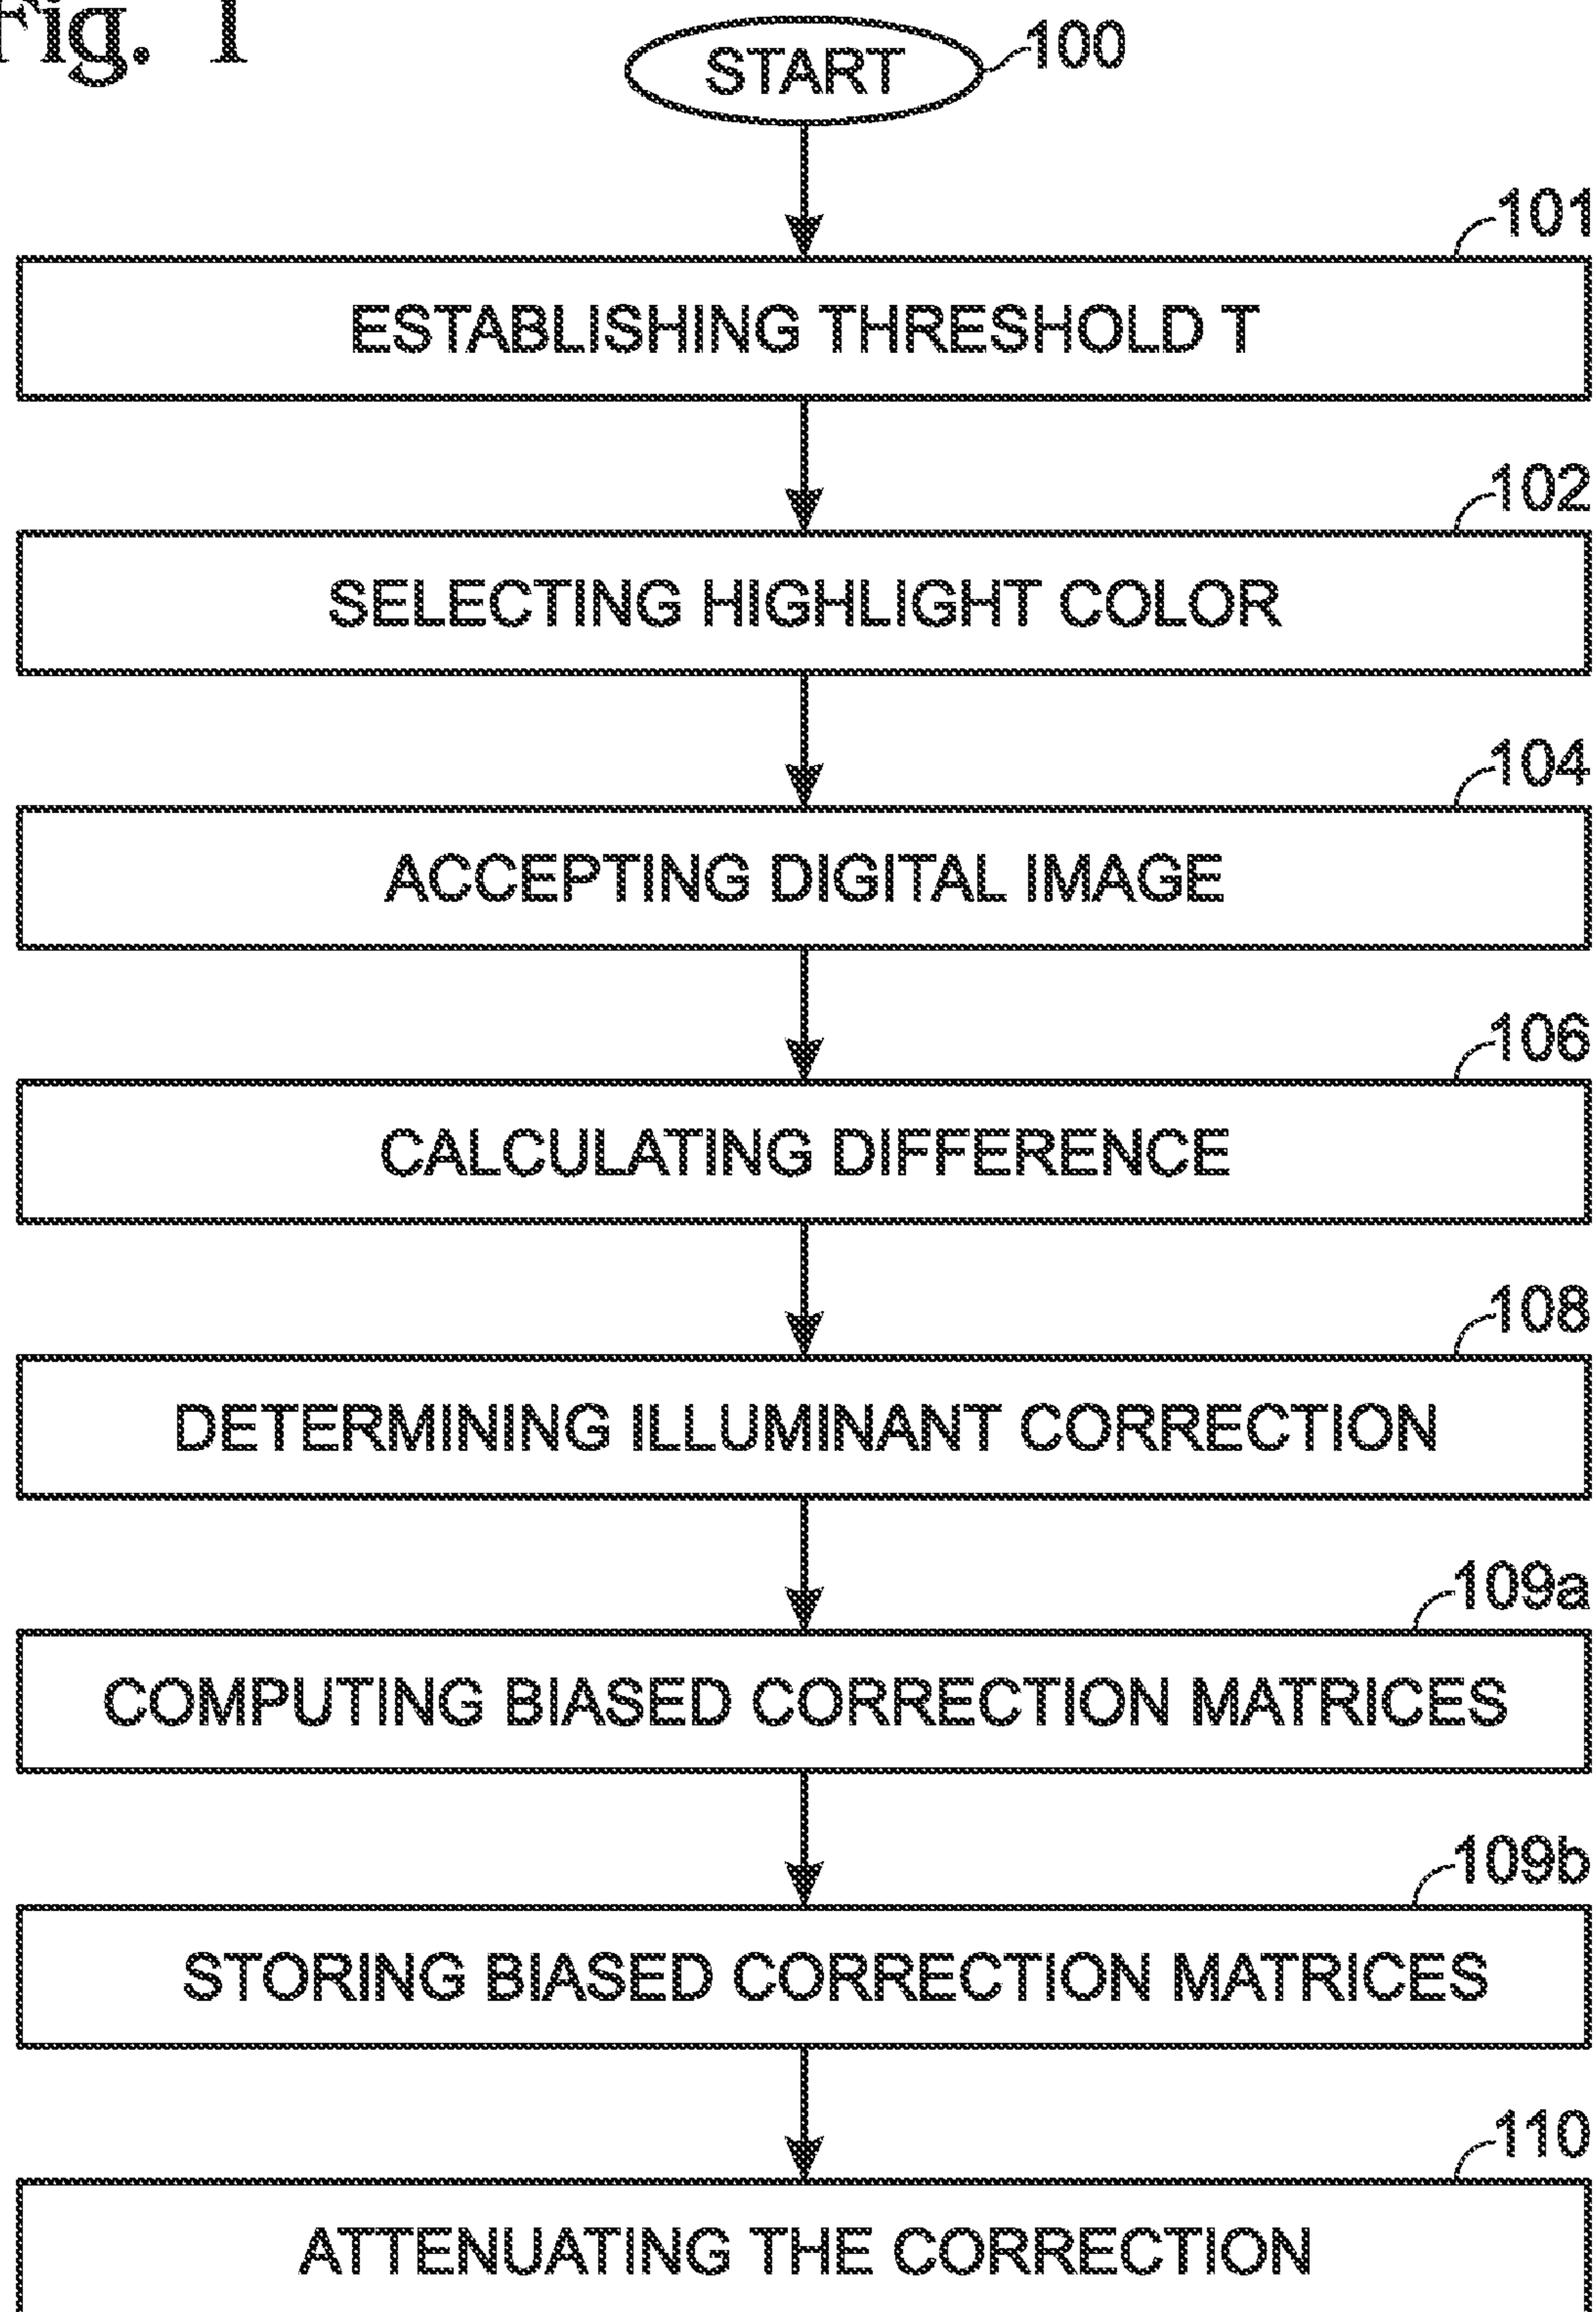 Fig. 1
START
100
101
ESTABLISHING THRESHOLD T
102
SELECTING HIGHLIGHT COLOR
104
ACCEPTING DIGITAL IMAGE
106
CALCULATING DIFFERENCE
108
DETERMINING ILLUMINANT CORRECTION
109a
COMPUTING BIASED CORRECTION MATRICES
109b
STORING BIASED CORRECTION MATRICES
110
ATTENUATING THE CORRECTION